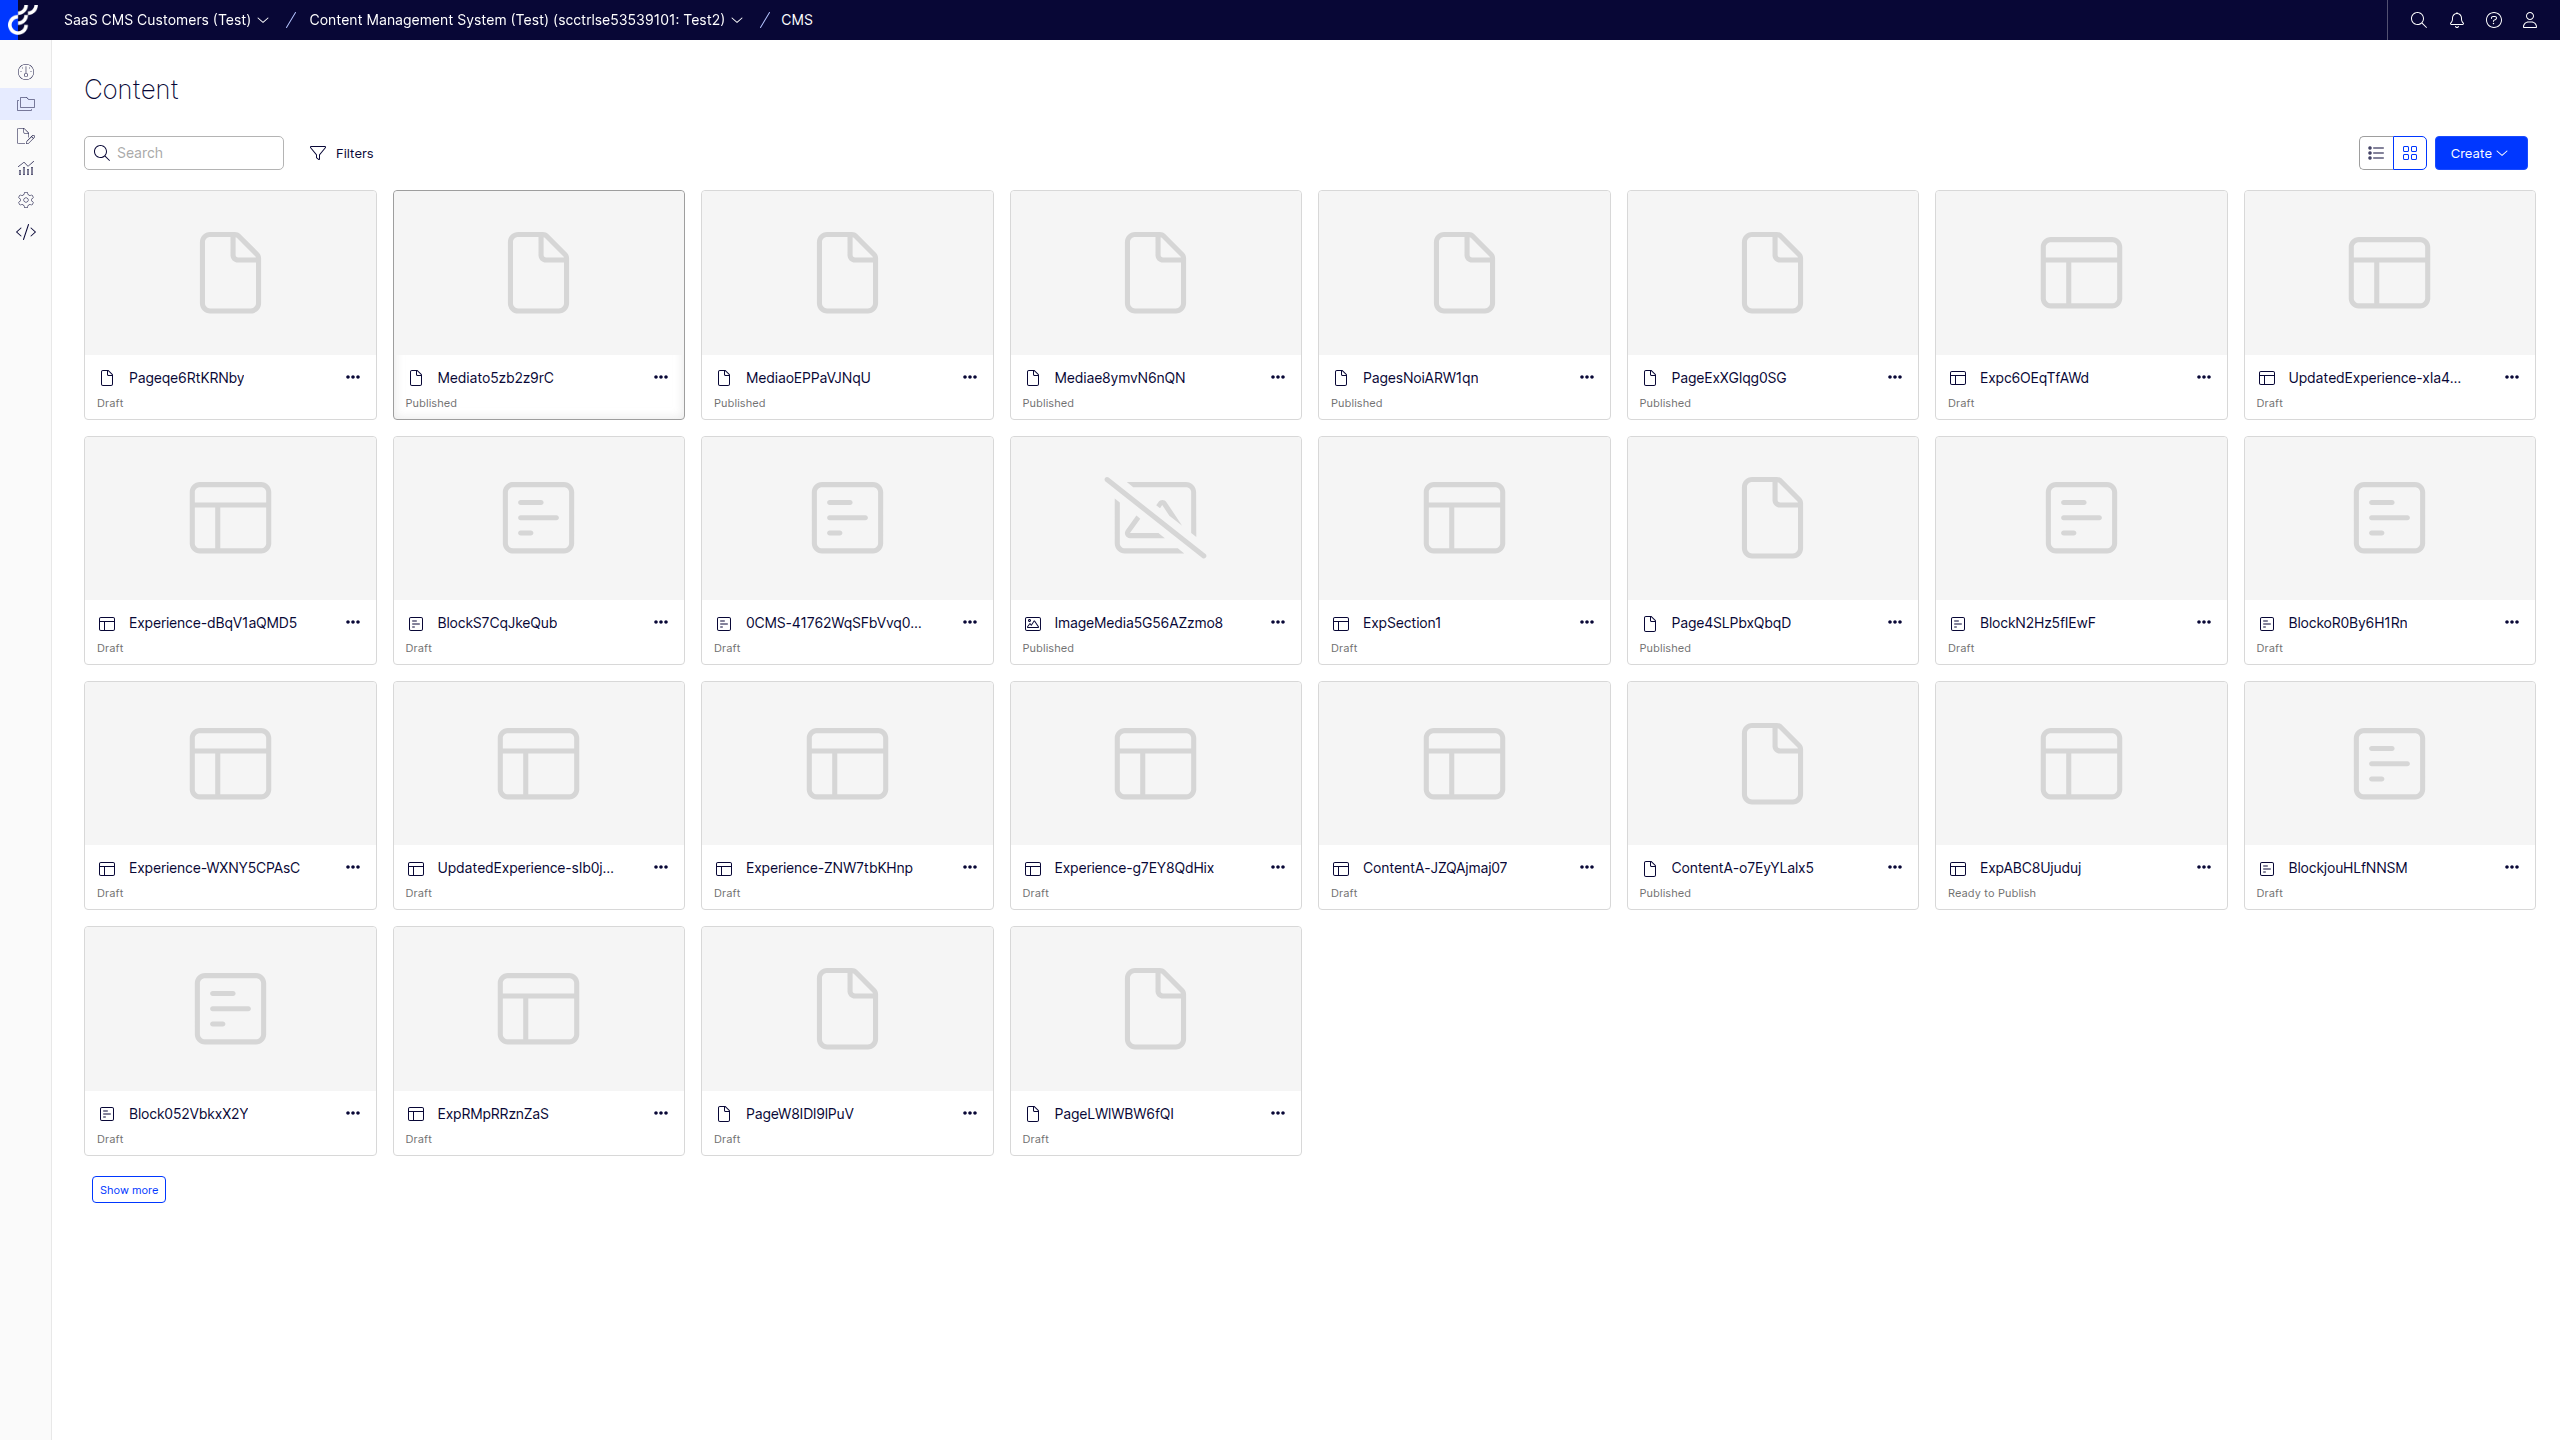 SaaS CMS Customers (Test) / Content Management System (Test) (scctrlse53539101: Test2) / CMS
Content
Search
Filters
Create
Pageqe6RtKRNby
Mediato5zb2z9rC
MediaoEPPaVJNqU
Mediae8ymvN6nQN
PagesNoiARW1qn
PageExXGlqg0SG
Expc6OEqTfAWd
UpdatedExperience-xla4...
Draft
Published
Published
Published
Published
Published
Draft
Draft
Experience-dBqV1aQMD5
BlockS7CqJkeQub
0CMS-41762WqSFbVvq0...
ImageMedia5G56AZzmo8
ExpSection1
Page4SLPbxQbqD
BlockN2Hz5flEwF
BlockoR0By6H1Rn
Draft
Draft
Draft
Published
Draft
Published
Draft
Draft
Experience-WXNY5CPAsC
UpdatedExperience-slb0j...
Experience-ZNW7tbKHnp
Experience-g7EY8QdHix
ContentA-JZQAjmaj07
ContentA-o7EyYLalx5
ExpABC8Ujuduj
BlockjouHLfNNSM
Draft
Draft
Draft
Draft
Draft
Published
Ready to Publish
Draft
Block052VbkxX2Y
ExpRMpRRznZaS
PageW8IDl9lPuV
PageLWlWBW6fQI
Draft
Draft
Draft
Draft
Show more